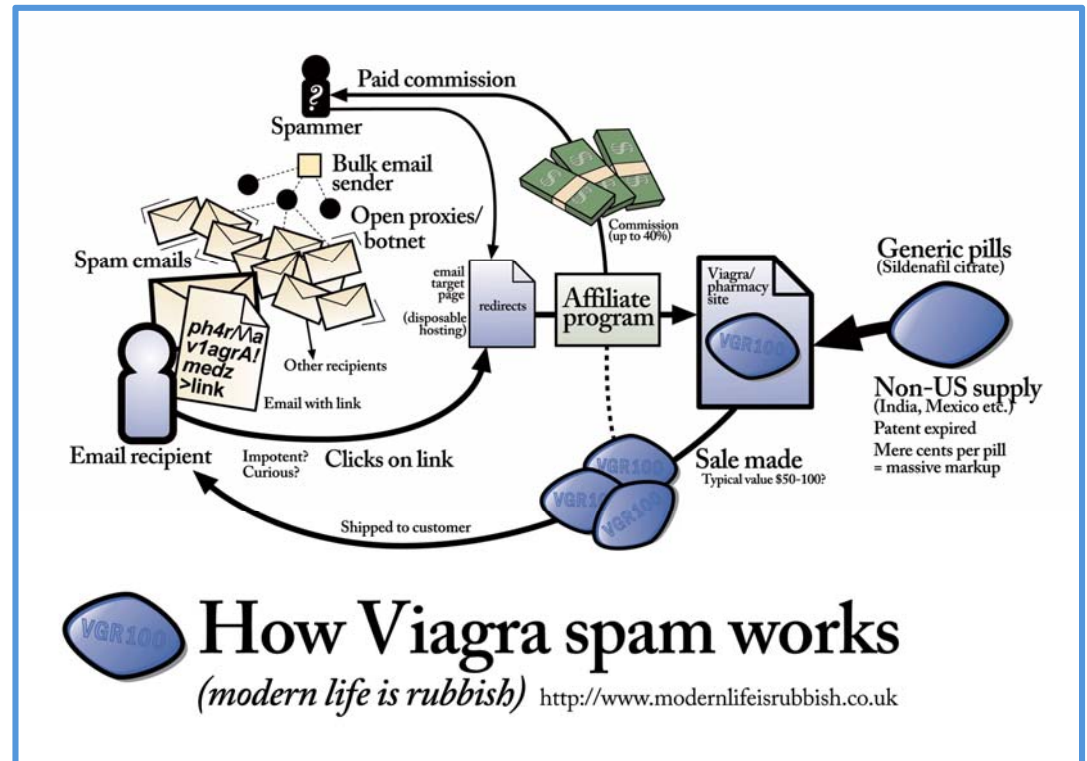 Paid commission
?
Spammer
Bulk email
sender
Open proxies/
botnet
Spam emails
Commission
(up to 40%)
Generic pills
(Sildenafil citrate)
email
target
page
(disposable
hosting)
redirects
Affiliate
program
Viagra/
pharmacy
site
VGR100
ph4r/\/\a
v1agrA!
medz
>link
Other recipients
Email with link
Non-US supply
(India, Mexico etc.)
Patent expired
Mere cents per pill
= massive markup
Email recipient
Impotent?
Curious?
Clicks on link
VGR100
VGR100
VGR100
Sale made
Typical value $50-100?
Shipped to customer
VGR100
How Viagra spam works
(modern life is rubbish) http://www.modernlifeisrubbish.co.uk